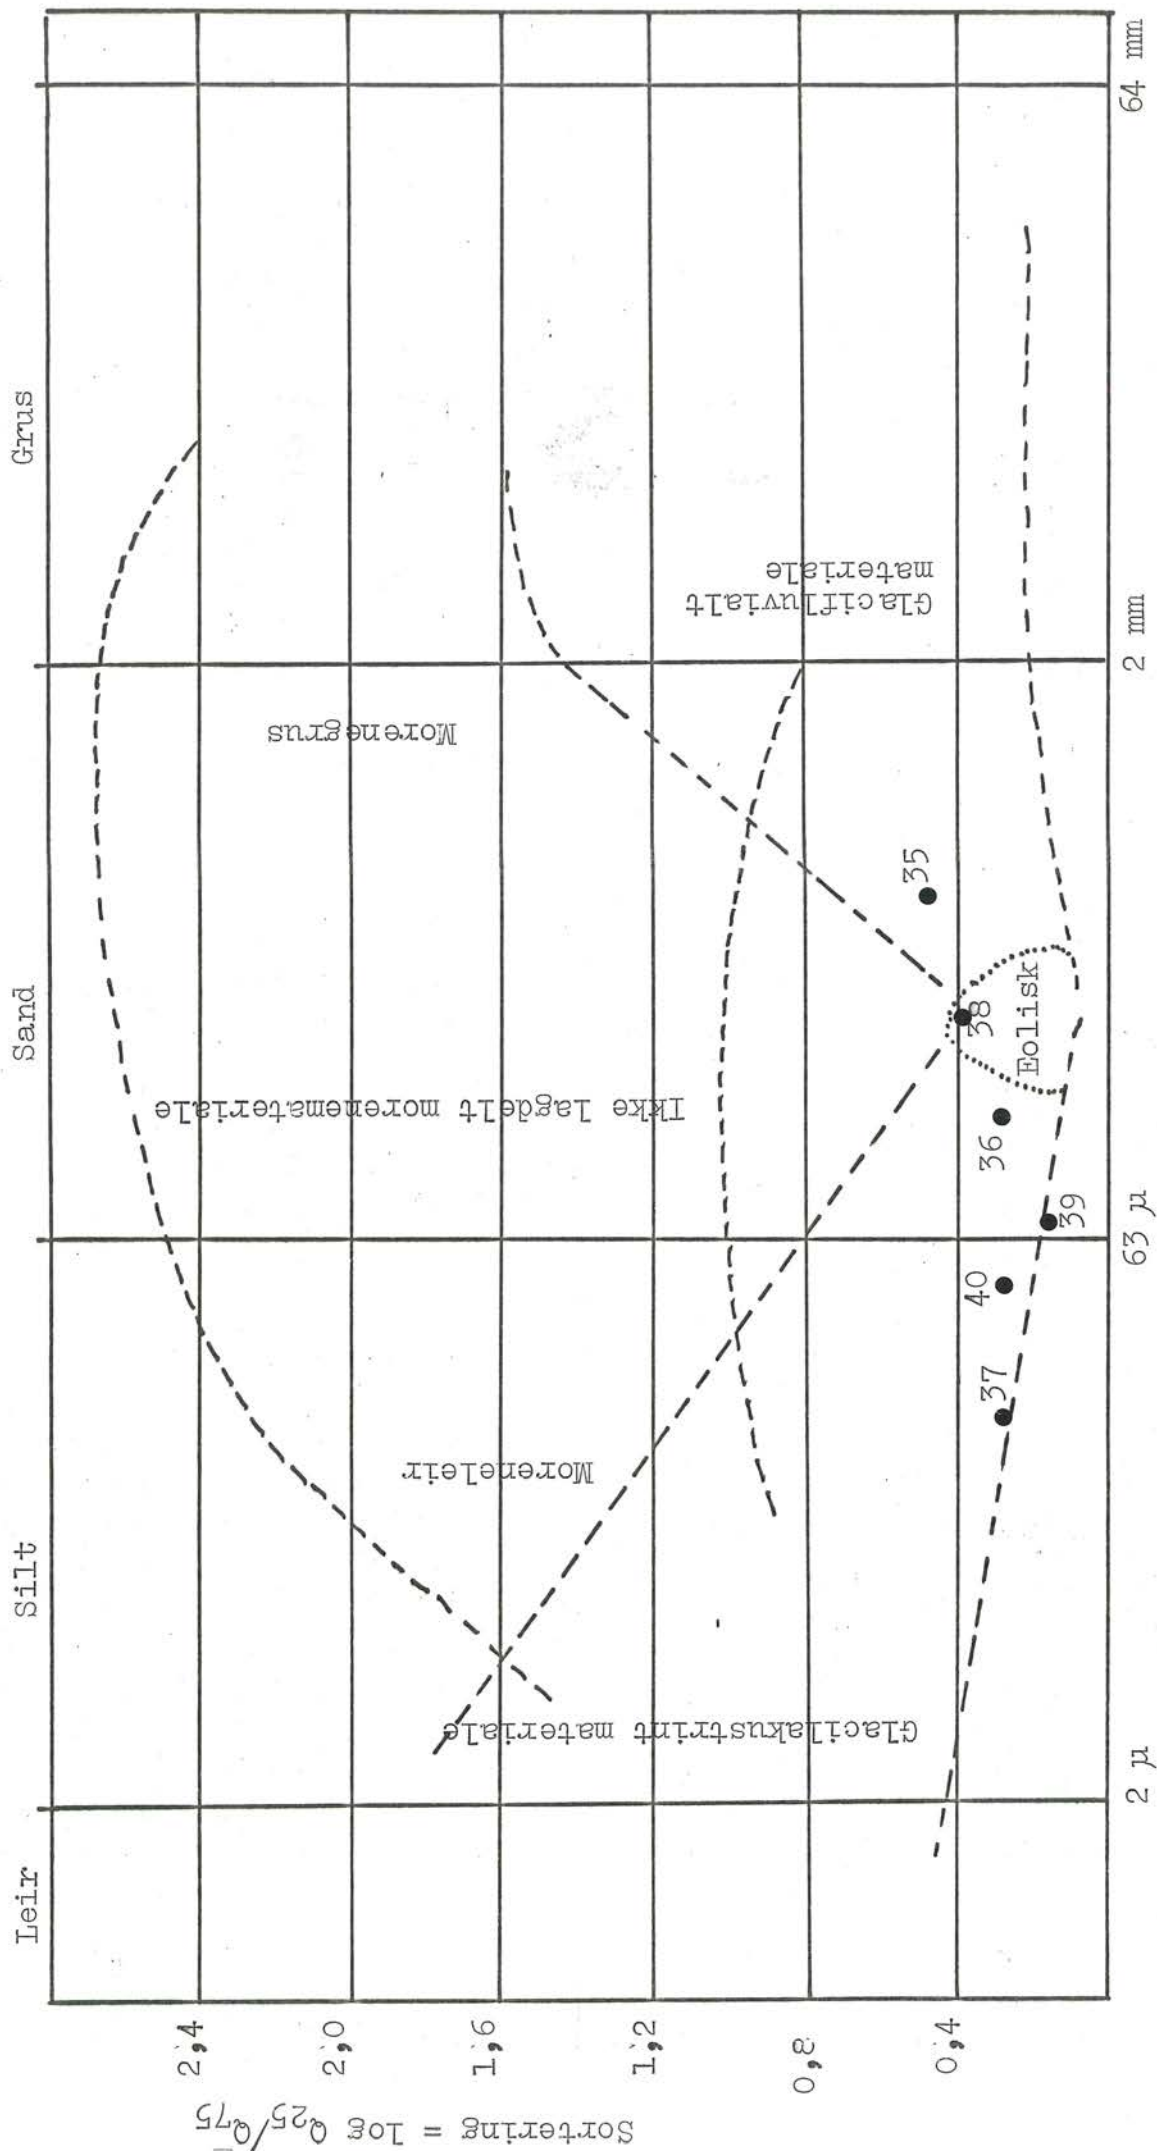 Leir Silt Sand Grus
Sortering = log Q25/Q75
2,4
2,0
1,6
1,2
0,8
0,4
Morenegrus
Ikke lagdelt morenemateriale
Moreneleir
Glacilakustrint materiale
Glacifluvialt
materiale
Eolisk
35
38
36
39
40
37
2 µ 63 µ 2 mm 64 mm